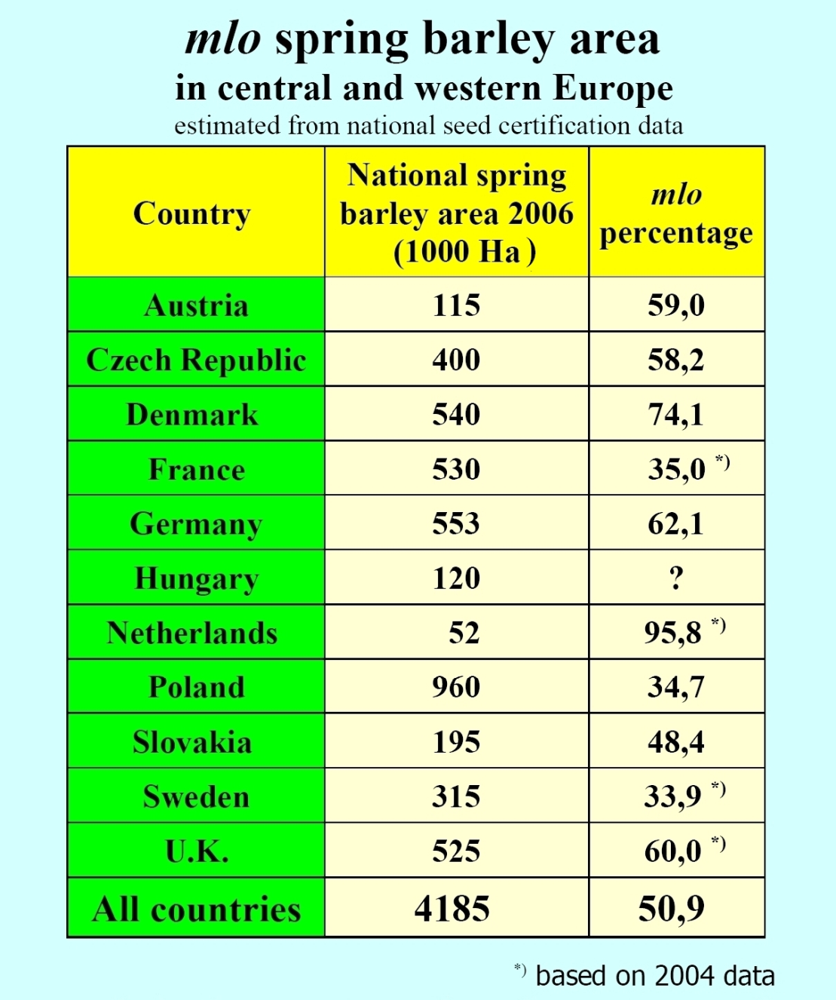 mlo spring barley area
in central and western Europe
estimated from national seed certification data
Country National spring barley area 2006 (1000 Ha ) mlo percentage
Austria 115 59,0
Czech Republic 400 58,2
Denmark 540 74,1
France 530 35,0 *)
Germany 553 62,1
Hungary 120 ?
Netherlands 52 95,8 *)
Poland 960 34,7
Slovakia 195 48,4
Sweden 315 33,9 *)
U.K. 525 60,0 *)
All countries 4185 50,9
*) based on 2004 data